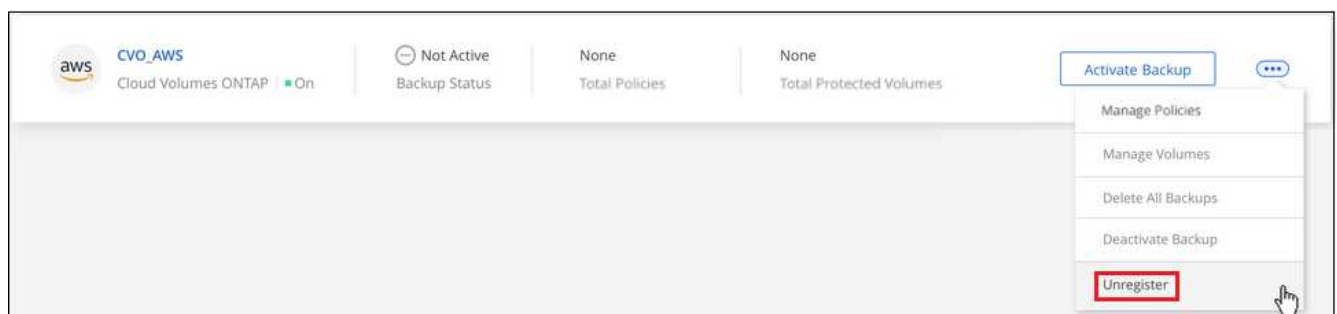 aws
CVO_AWS
Cloud Volumes ONTAP
On
Not Active
Backup Status
None
Total Policies
None
Total Protected Volumes
Activate Backup
Manage Policies
Manage Volumes
Delete All Backups
Deactivate Backup
Unregister